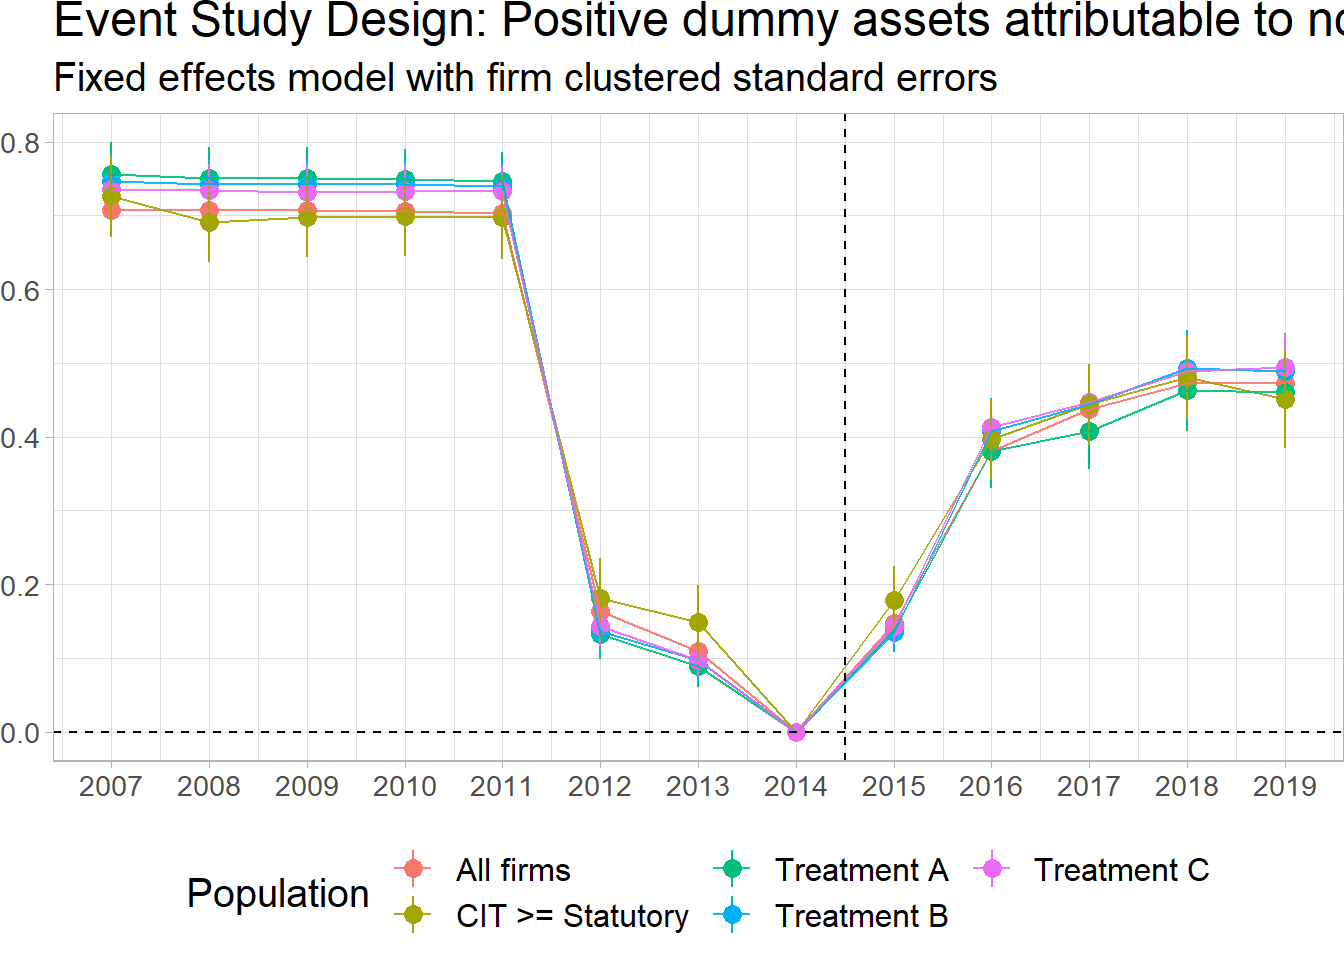 Event Study Design: Positive dummy assets attributable to
Fixed effects model with firm clustered standard errors
0.8
0.6
0.4
0.2
0.0
2007 2008 2009 2010 2011 2012 2013 2014 2015 2016 2017 2018 2019
Population
All firms Treatment A Treatment C
CIT >= Statutory Treatment B